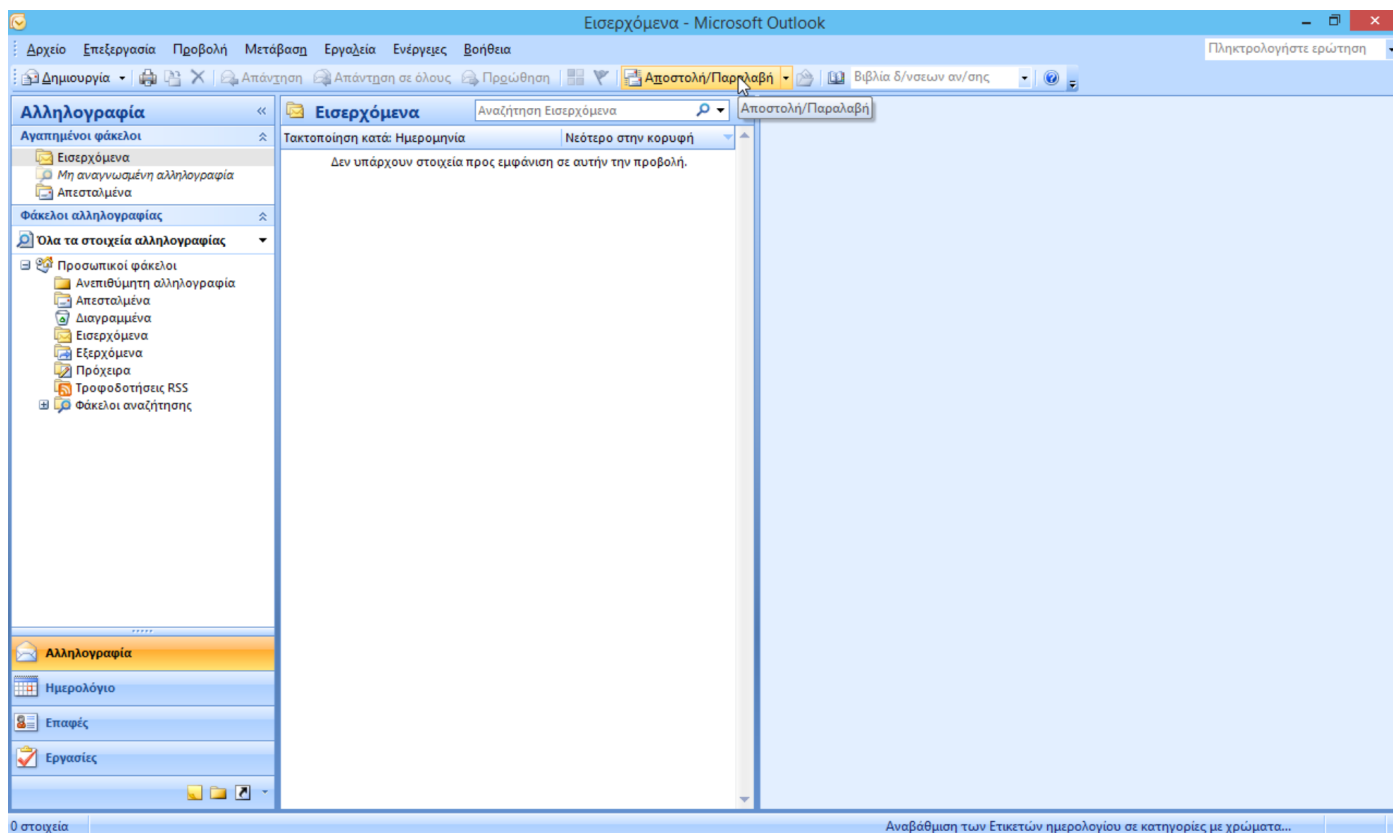 Εισερχόμενα - Microsoft Outlook
Αρχείο Επεξεργασία Προβολή Μετάβαση Εργαλεία Ενέργειες Βοήθεια Πληκτρολογήστε ερώτηση
Δημιουργία Απάντηση Απάντηση σε όλους Προώθηση Αποστολή/Παραλαβή Βιβλία δ/νσεων αν/σης
Αποστολή/Παραλαβή
Αλληλογραφία
Αγαπημένοι φάκελοι
Εισερχόμενα
Μη αναγνωσμένη αλληλογραφία
Απεσταλμένα
Φάκελοι αλληλογραφίας
Όλα τα στοιχεία αλληλογραφίας
Προσωπικοί φάκελοι
Ανεπιθύμητη αλληλογραφία
Απεσταλμένα
Διαγραμμένα
Εισερχόμενα
Εξερχόμενα
Πρόχειρα
Τροφοδοτήσεις RSS
Φάκελοι αναζήτησης
Αλληλογραφία
Ημερολόγιο
Επαφές
Εργασίες
Εισερχόμενα Αναζήτηση Εισερχόμενα
Τακτοποίηση κατά: Ημερομηνία Νεότερο στην κορυφή
Δεν υπάρχουν στοιχεία προς εμφάνιση σε αυτήν την προβολή.
0 στοιχεία Αναβάθμιση των Ετικετών ημερολογίου σε κατηγορίες με χρώματα...